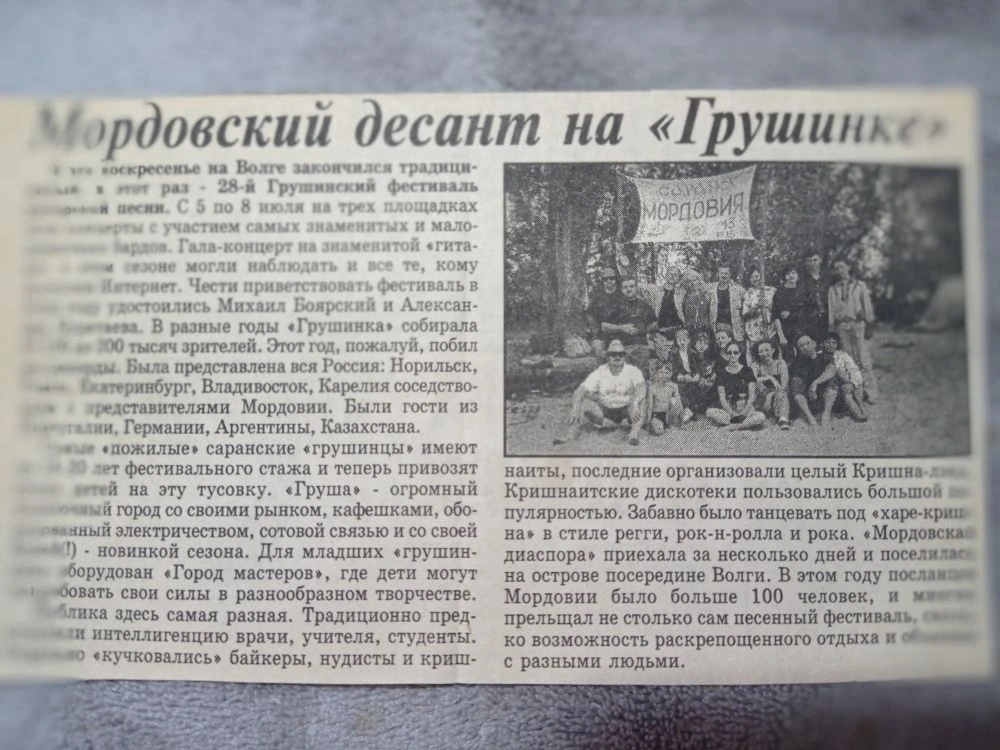 Мордовский десант на «Грушинке»
воскресенье на Волге закончился традици-
в этот раз - 28-й Грушинский фестиваль
песни. С 5 по 8 июля на трех площадках
концерты с участием самых знаменитых и мало-
бардов. Гала-концерт на знаменитой «гита-
сезоне могли наблюдать и все те, кому
Интернет. Чести приветствовать фестиваль в
году удостоились Михаил Боярский и Алексан-
В разные годы «Грушинка» собирала
тысяч зрителей. Этот год, пожалуй, побил
Была представлена вся Россия: Норильск,
Екатеринбург, Владивосток, Карелия соседство-
представителями Мордовии. Были гости из
Германии, Аргентины, Казахстана.
«пожилые» саранские «грушинцы» имеют
лет фестивального стажа и теперь привозят
детей на эту тусовку. «Груша» - огромный
город со своими рынком, кафешками, обо-
электричеством, сотовой связью и со своей
(!) - новинкой сезона. Для младших «грушин-
оборудован «Город мастеров», где дети могут
свои силы в разнообразном творчестве.
здесь самая разная. Традиционно пред-
интеллигенцию врачи, учителя, студенты.
«кучковались» байкеры, нудисты и криш-
МОРДОВИЯ
наиты, последние организовали целый
Кришнаитские дискотеки пользовались большой по-
пулярностью. Забавно было танцевать под «харе-криш-
на» в стиле регги, рок-н-ролла и рока. «Мордовская
диаспора» приехала за несколько дней и поселилась
на острове посередине Волги. В этом году
Мордовии было больше 100 человек, и
прельщал не столько сам песенный фестиваль, сколь-
ко возможность раскрепощенного отдыха и
с разными людьми.